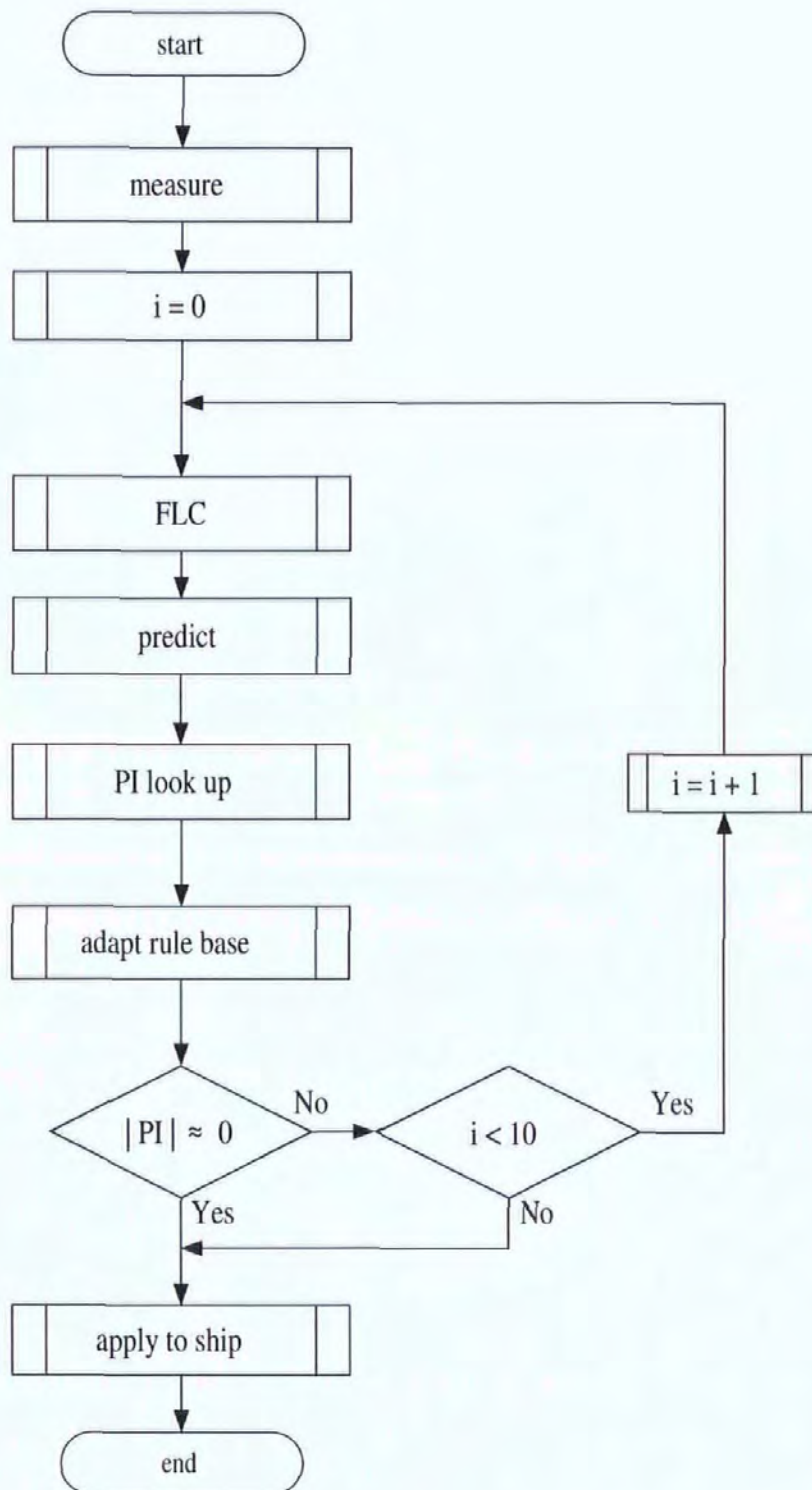 start
measure
i = 0
FLC
predict
PI look up
i = i + 1
adapt rule base
| PI | ≈ 0
No
i < 10
Yes
Yes
No
apply to ship
end